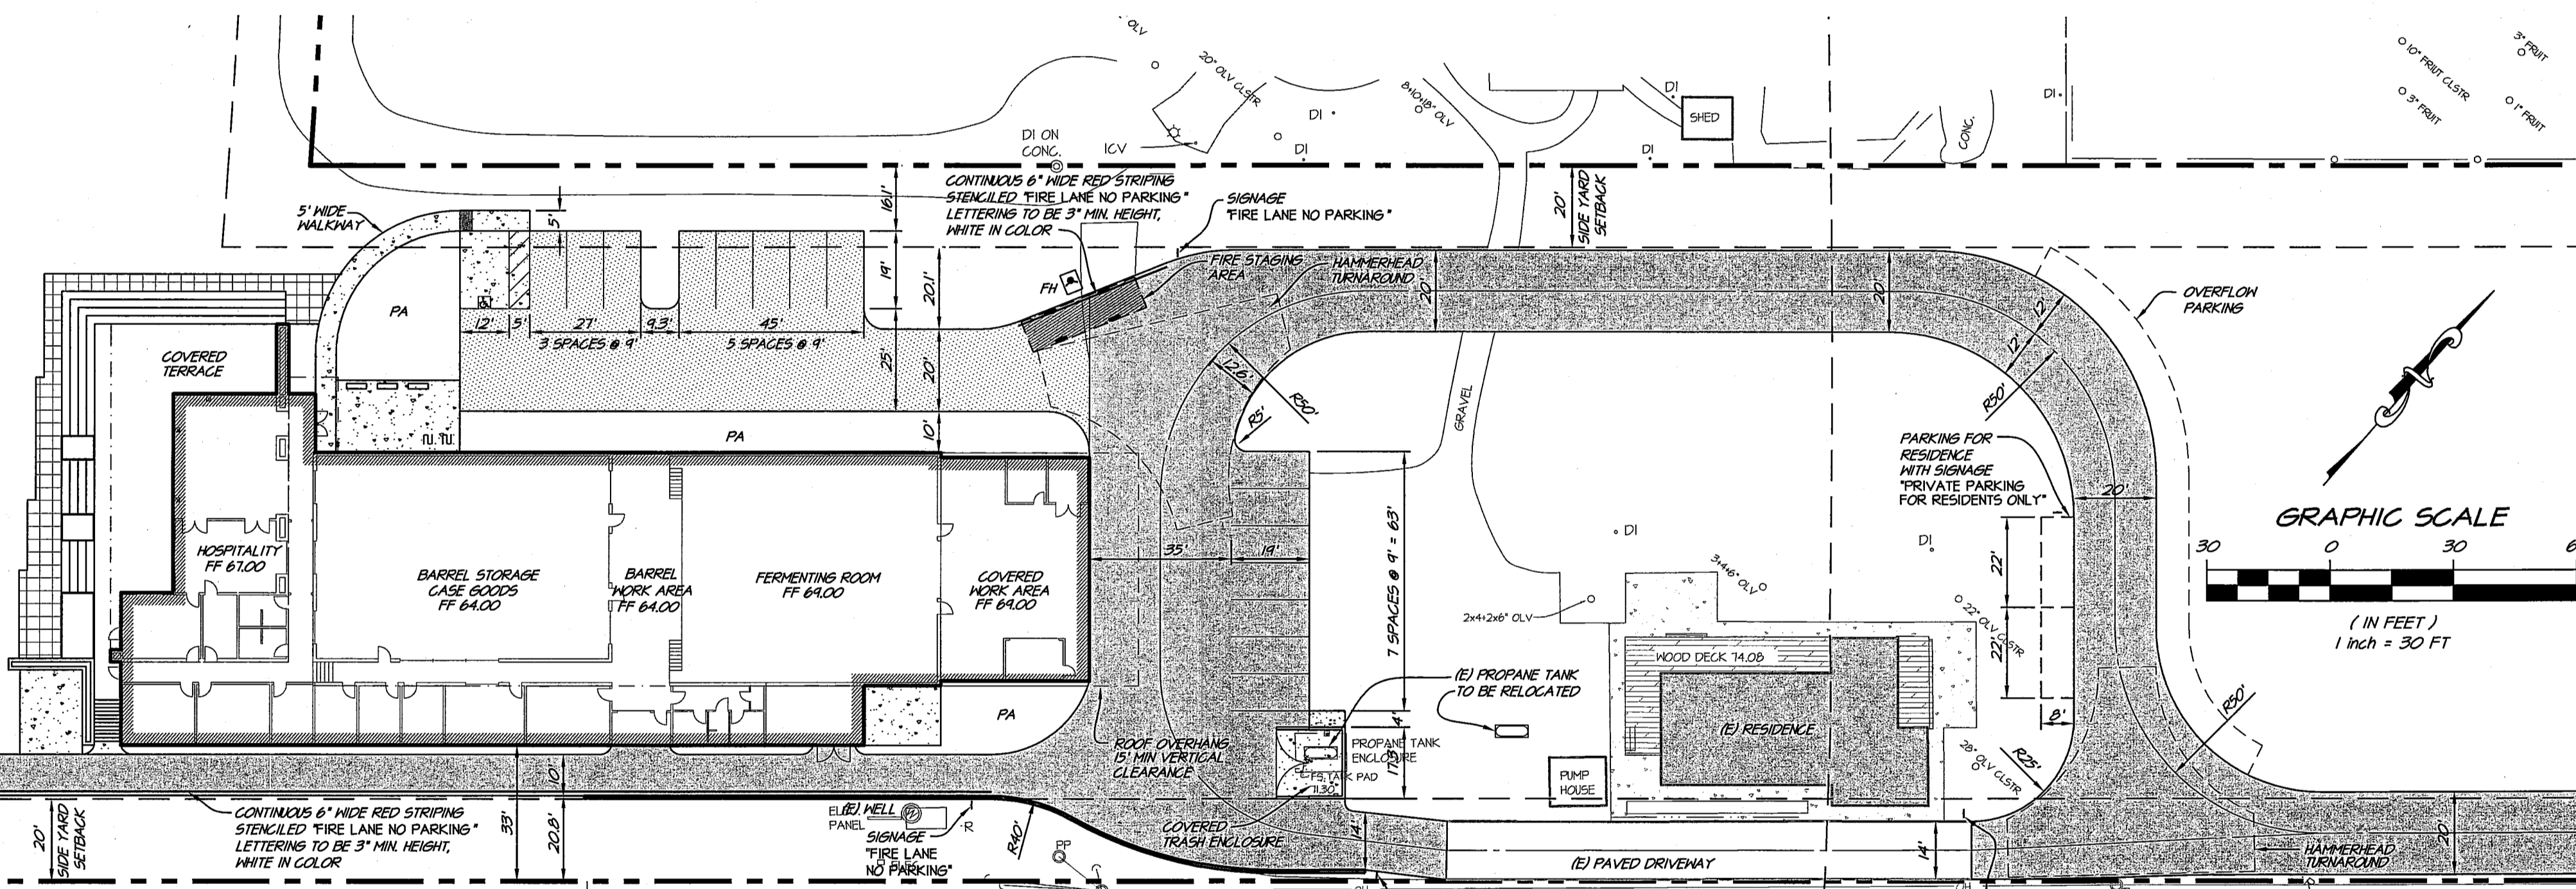 OLV
20" OLV CLSTR
8+10+18" OLV
DI
DI
DI
SHED
DI
DI
CONC.
10" FRIUT CLSTR
3" FRUIT
3" FRUIT
1" FRUIT
DI ON
CONC.
ICV
CONTINUOUS 6" WIDE RED STRIPING
STENCILED "FIRE LANE NO PARKING"
LETTERING TO BE 3" MIN. HEIGHT,
WHITE IN COLOR
SIGNAGE
"FIRE LANE NO PARKING"
20'
SIDE YARD
SETBACK
16.1'
5' WIDE
WALKWAY
5'
19'
20.1'
FH
FIRE STAGING
AREA
HAMMERHEAD
TURNAROUND
20'
20'
12'
12'
OVERFLOW
PARKING
PA
COVERED
TERRACE
12'
5'
27'
9.3'
45'
3 SPACES @ 9'
5 SPACES @ 9'
25'
20'
12.6'
R50'
R5'
R50'
GRAVEL
PA
10'
PARKING FOR
RESIDENCE
WITH SIGNAGE
"PRIVATE PARKING
FOR RESIDENTS ONLY"
20'
GRAPHIC SCALE
30
0
30
6
( IN FEET )
1 inch = 30 FT
HOSPITALITY
FF 67.00
BARREL STORAGE
CASE GOODS
FF 64.00
BARREL
WORK AREA
FF 64.00
FERMENTING ROOM
FF 69.00
COVERED
WORK AREA
FF 69.00
35'
19'
7 SPACES @ 9' = 63'
DI
DI
3+4+6" OLV
2x4+2x6" OLV
22" OLV CLSTR
22'
22'
8'
WOOD DECK 74.08
(E) RESIDENCE
(E) PROPANE TANK
TO BE RELOCATED
PA
ROOF OVERHANG
15' MIN VERTICAL
CLEARANCE
4'
17.3'
PROPANE TANK
ENCLOSURE
71.30
PUMP
HOUSE
28" OLV CLSTR
R25'
R50'
10'
33'
20.8'
20'
SIDE YARD
SETBACK
CONTINUOUS 6" WIDE RED STRIPING
STENCILED "FIRE LANE NO PARKING"
LETTERING TO BE 3" MIN. HEIGHT,
WHITE IN COLOR
(E) WELL
PANEL
R
SIGNAGE
"FIRE LANE
NO PARKING"
R40'
PP
COVERED
TRASH ENCLOSURE
14'
(E) PAVED DRIVEWAY
14'
HAMMERHEAD
TURNAROUND
20'